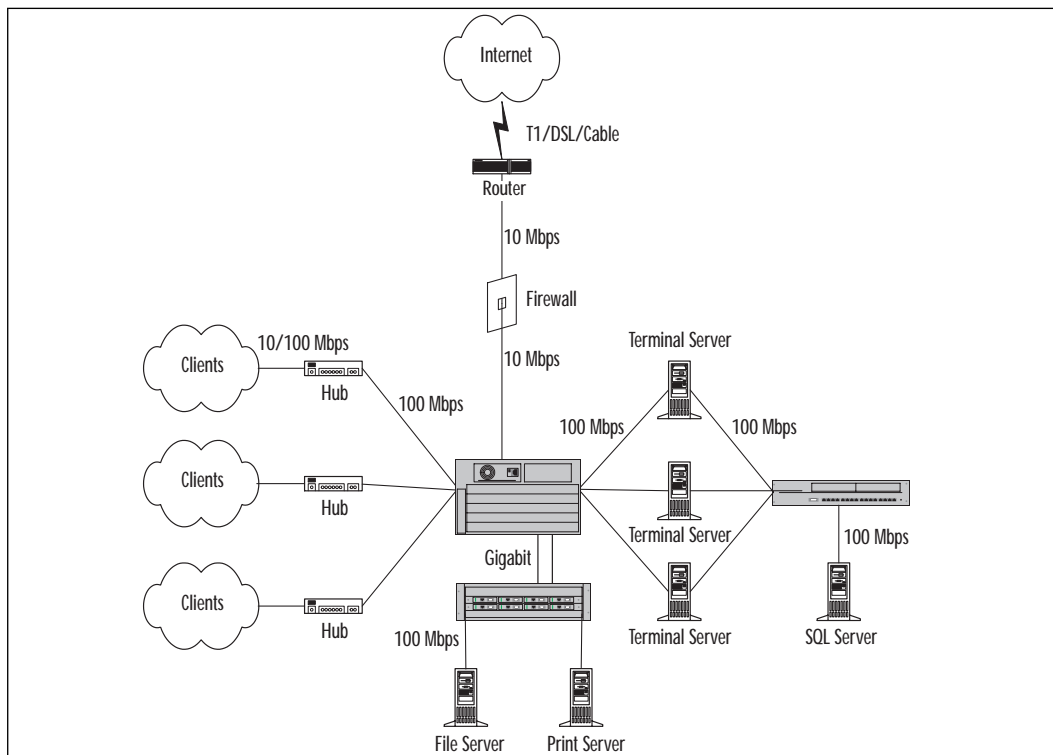 Internet
T1/DSL/Cable
Router
10 Mbps
Firewall
10 Mbps
Clients
10/100 Mbps
Hub
100 Mbps
Clients
Hub
Clients
Hub
Terminal Server
100 Mbps
100 Mbps
Terminal Server
Terminal Server
100 Mbps
SQL Server
Gigabit
100 Mbps
File Server
Print Server